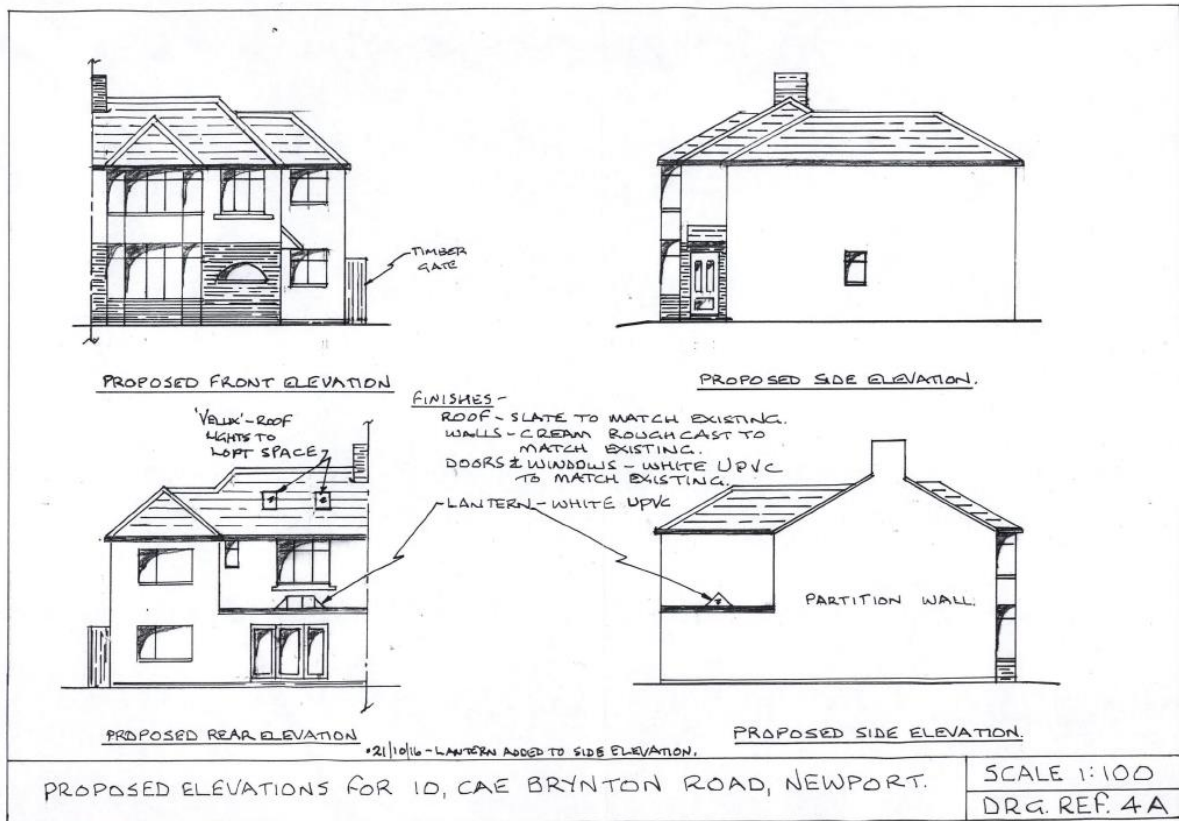 TIMBER
GATE
PROPOSED FRONT ELEVATION
PROPOSED SIDE ELEVATION.
FINISHES-
ROOF - SLATE TO MATCH EXISTING.
WALLS - CREAM ROUGHCAST TO
MATCH EXISTING.
DOORS & WINDOWS - WHITE UPVC
TO MATCH EXISTING.
'VELUX' - ROOF
LIGHTS TO
LOFT SPACE
LANTERN - WHITE UPVC
PARTITION WALL.
PROPOSED REAR ELEVATION
PROPOSED SIDE ELEVATION.
•21/10/16 - LANTERN ADDED TO SIDE ELEVATION.
PROPOSED ELEVATIONS FOR 10, CAE BRYNTON ROAD, NEWPORT.
SCALE 1:100
DRG. REF. 4A